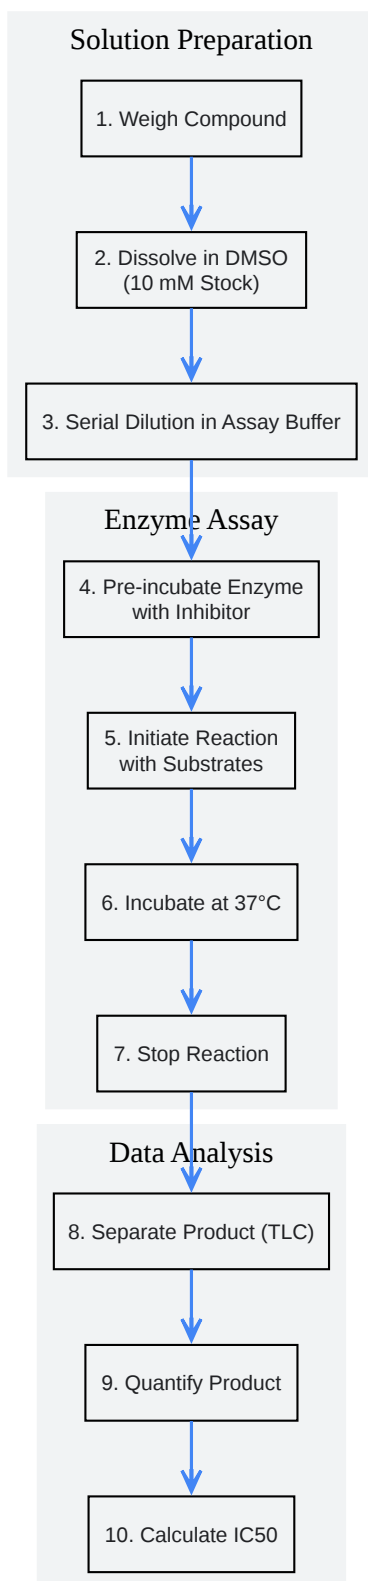 Solution Preparation
1. Weigh Compound
2. Dissolve in DMSO
(10 mM Stock)
3. Serial Dilution in Assay Buffer
Enzyme Assay
4. Pre-incubate Enzyme
with Inhibitor
5. Initiate Reaction
with Substrates
6. Incubate at 37°C
7. Stop Reaction
Data Analysis
8. Separate Product (TLC)
9. Quantify Product
10. Calculate IC50